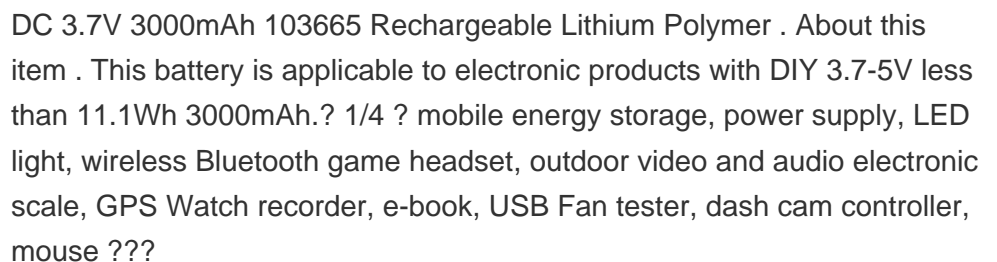 DC 3.7V 3000mAh 103665 Rechargeable Lithium Polymer . About this
item . This battery is applicable to electronic products with DIY 3.7-5V less
than 11.1Wh 3000mAh.? 1/4 ? mobile energy storage, power supply, LED
light, wireless Bluetooth game headset, outdoor video and audio electronic
scale, GPS Watch recorder, e-book, USB Fan tester, dash cam controller,
mouse ???